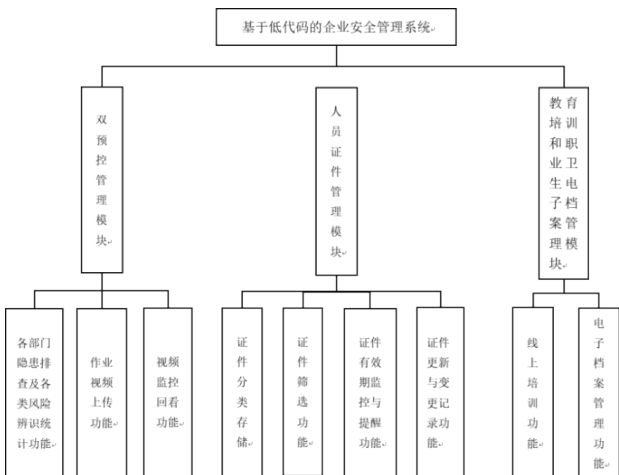 基于低代码的企业安全管理系统
双
预
控
管
理
模
块
人
员
证
件
管
理
模
块
教育
培训
和职
业卫
生电
子档
案管
理模
块
各部门
隐患排
查及各
类风险
辨识统
计功能
作业
视频
上传
功能
视频
监控
回看
功能
证
件
分
类
存
储
证
件
筛
选
功
能
证件
有效
期监
控与
提醒
功能
证件
更新
与变
更记
录功
能
线
上
培
训
功
能
电
子
档
案
管
理
功
能